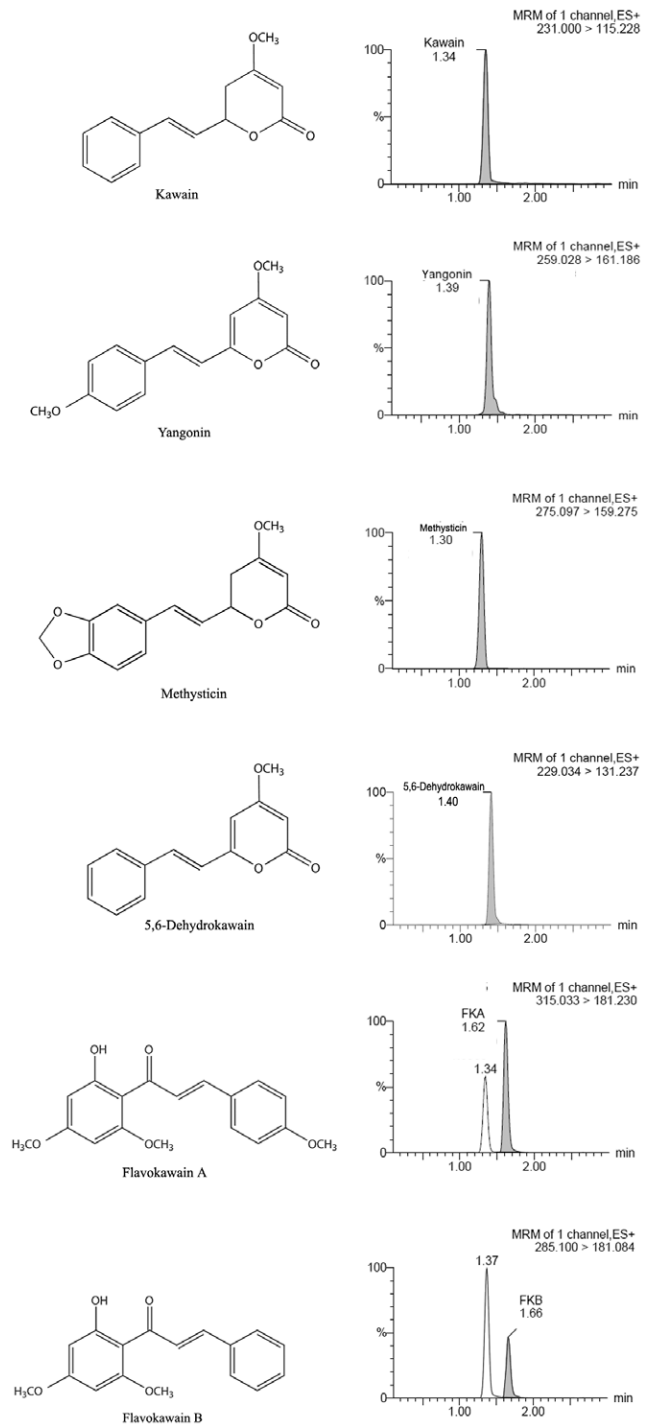 MRM of 1 channel,ES+
231.000 > 115.228
OCH3
O
O
Kawain
Kawain
1.34
100
%
0
1.00
2.00
min
MRM of 1 channel,ES+
259.028 > 161.186
OCH3
O
O
CH3O
Yangonin
Yangonin
1.39
100
%
0
1.00
2.00
min
MRM of 1 channel,ES+
275.097 > 159.275
OCH3
O
O
O
O
Methysticin
Methysticin
1.30
100
%
0
1.00
2.00
min
MRM of 1 channel,ES+
229.034 > 131.237
OCH3
O
O
5,6-Dehydrokawain
5,6-Dehydrokawain
1.40
100
%
0
1.00
2.00
min
MRM of 1 channel,ES+
315.033 > 181.230
OH
O
H3CO
OCH3
OCH3
Flavokawain A
FKA
1.62
1.34
100
%
0
1.00
2.00
min
MRM of 1 channel,ES+
285.100 > 181.084
OH
O
H3CO
OCH3
Flavokawain B
1.37
FKB
1.66
100
%
0
1.00
2.00
min